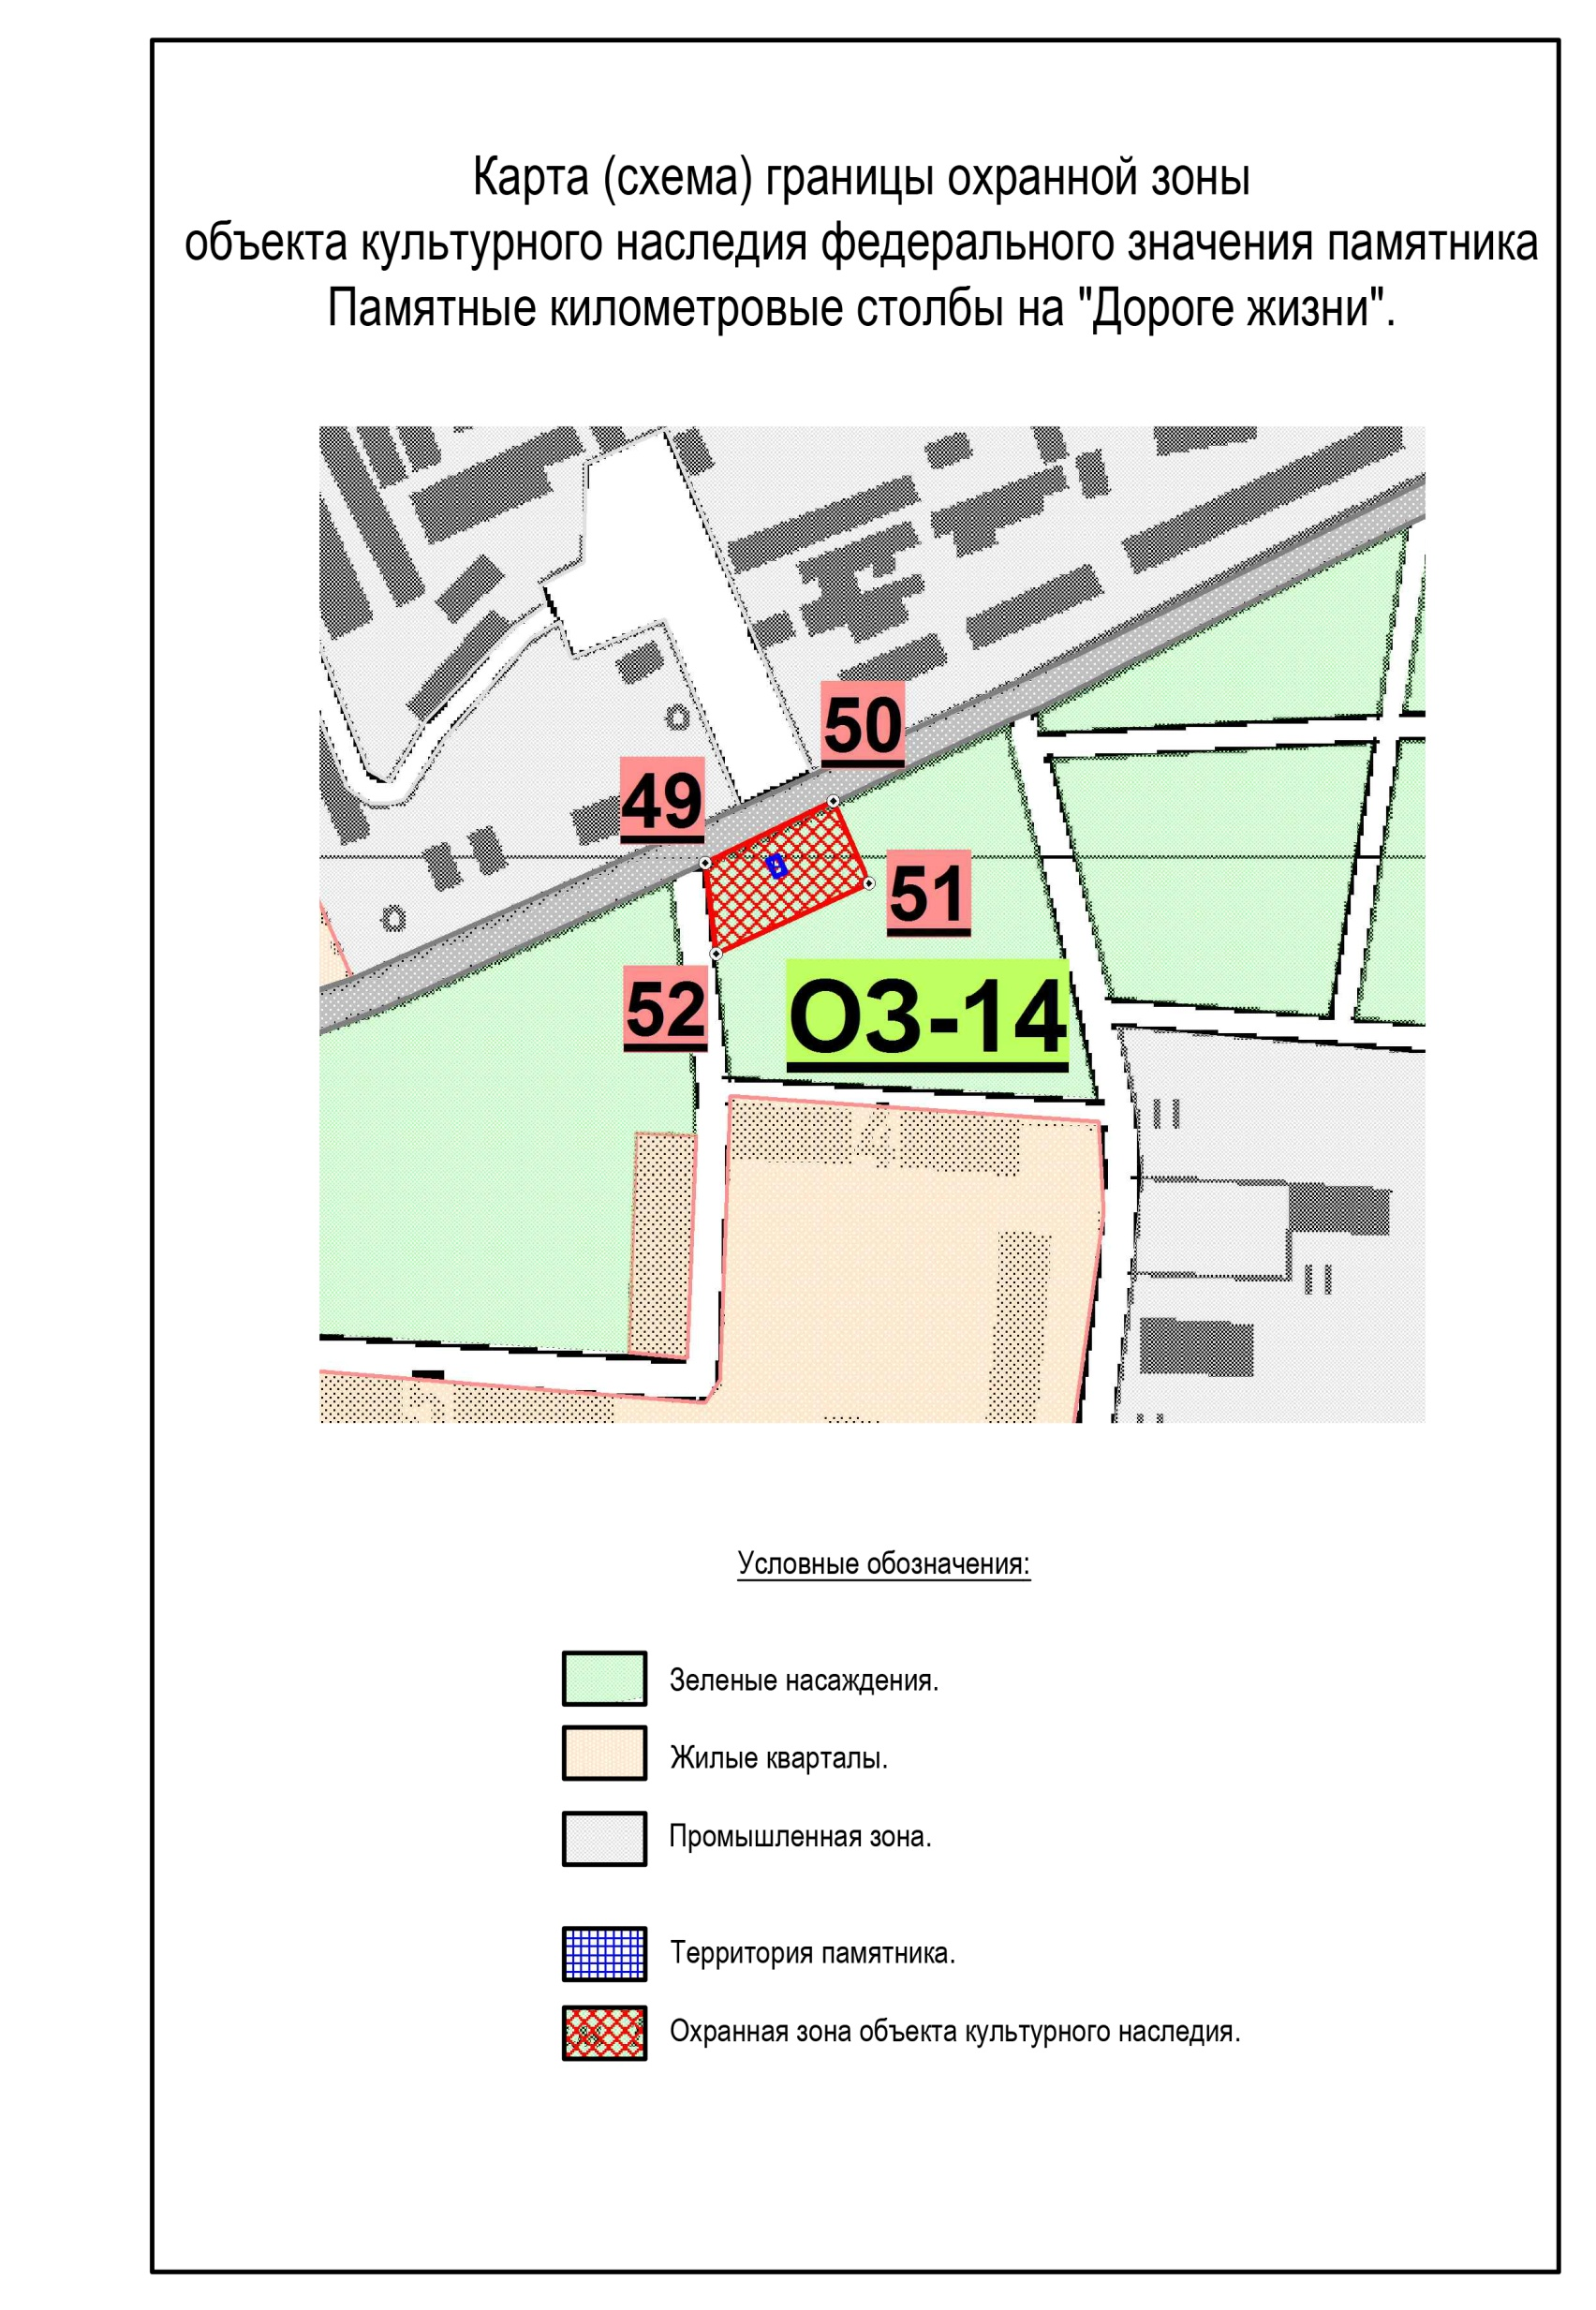 Карта (схема) границы охранной зоны
объекта культурного наследия федерального значения памятника
Памятные километровые столбы на "Дороге жизни".
50
49
51
52
ОЗ-14
4
5
Условные обозначения:
Зеленые насаждения.
Жилые кварталы.
Промышленная зона.
Территория памятника.
Охранная зона объекта культурного наследия.